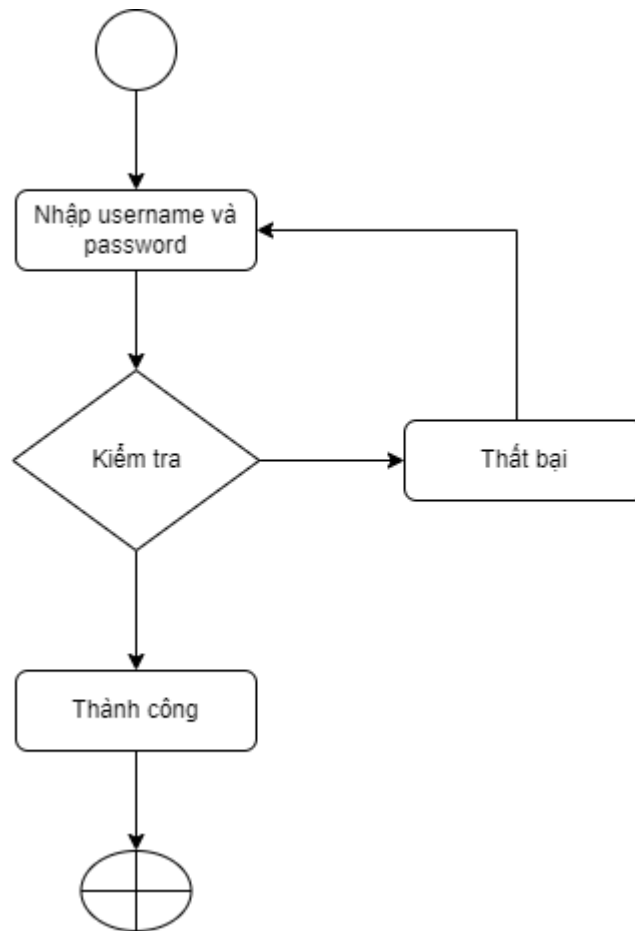 Nhập username và
password
Kiểm tra
Thất bại
Thành công